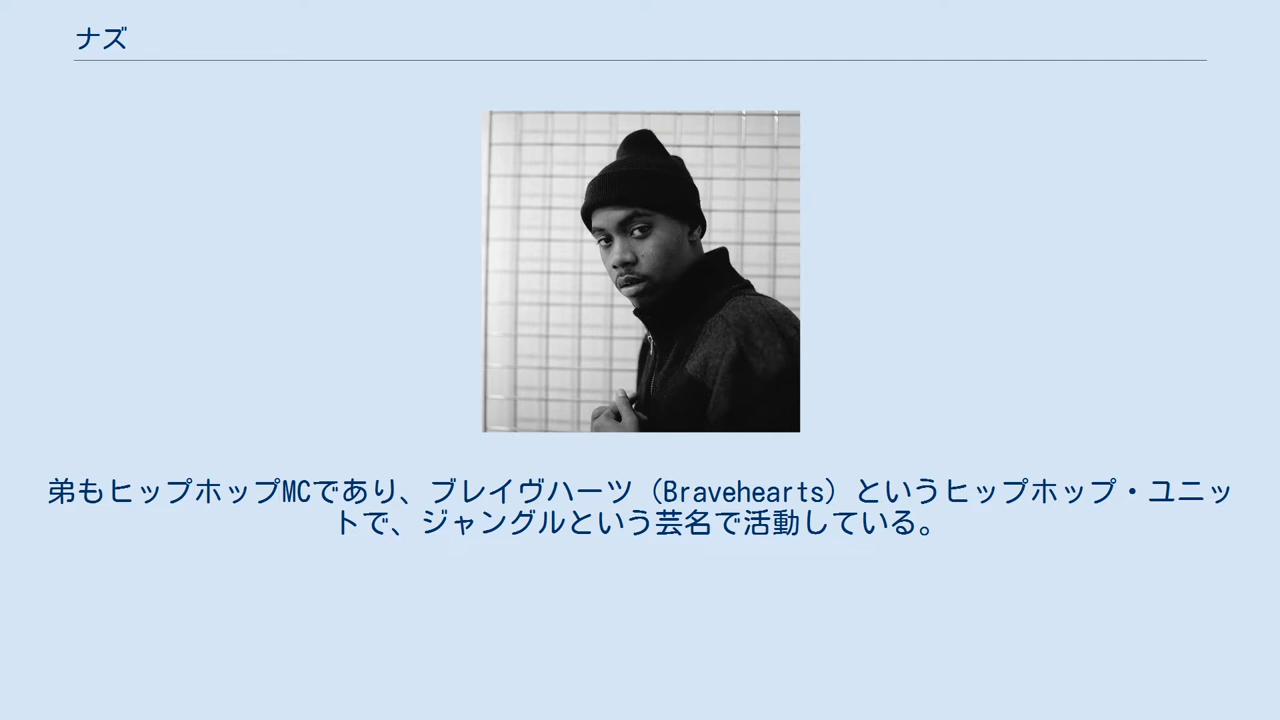 ナズ
弟もヒップホップMCであり、ブレイヴハーツ（Bravehearts）というヒップホップ・ユニッ
トで、ジャングルという芸名で活動している。